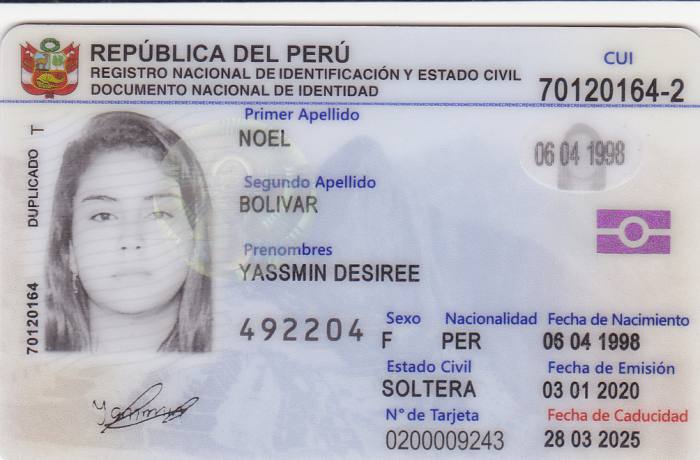 REPÚBLICA DEL PERÚ
REGISTRO NACIONAL DE IDENTIFICACIÓN Y ESTADO CIVIL
DOCUMENTO NACIONAL DE IDENTIDAD
CUI
70120164-2
Primer Apellido
NOEL
06 04 1998
Segundo Apellido
BOLIVAR
Prenombres
YASSMIN DESIREE
DUPLICADO T
70120164
492204
Sexo Nacionalidad Fecha de Nacimiento
F PER 06 04 1998
Estado Civil Fecha de Emisión
SOLTERA 03 01 2020
N° de Tarjeta Fecha de Caducidad
0200009243 28 03 2025